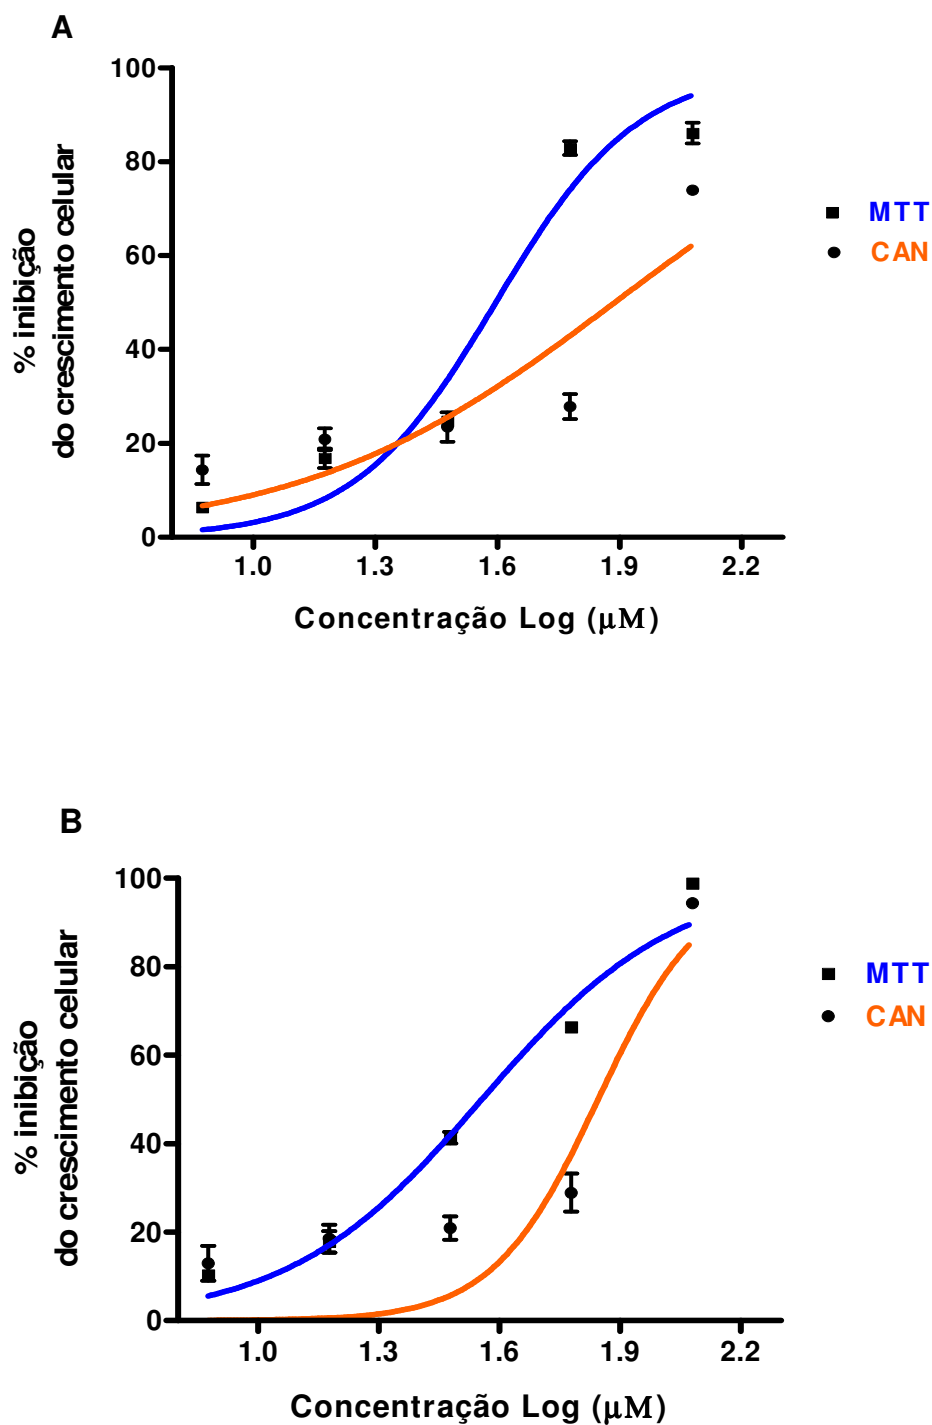 A
100
80
60
40
20
0
% inibição
do crescimento celular
1.0 1.3 1.6 1.9 2.2
Concentração Log (µM)
MTT
CAN
B
100
80
60
40
20
0
% inibição
do crescimento celular
1.0 1.3 1.6 1.9 2.2
Concentração Log (µM)
MTT
CAN